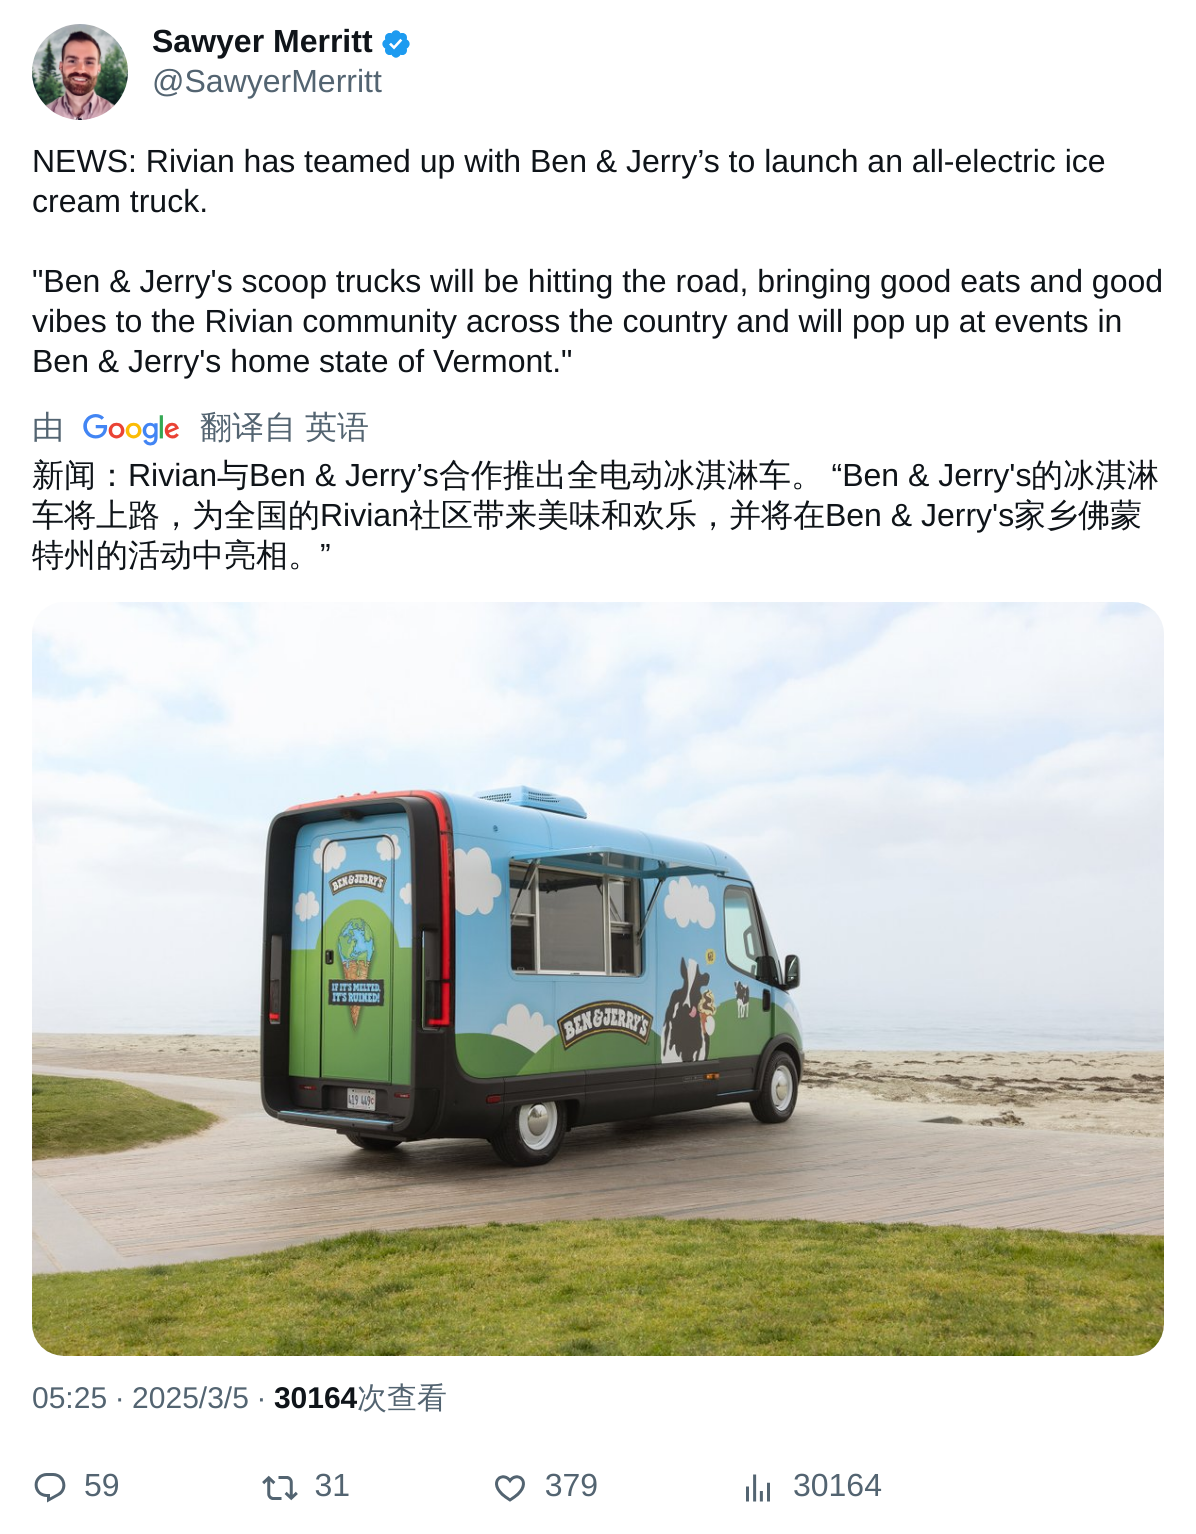 Sawyer Merritt
@SawyerMerritt
NEWS: Rivian has teamed up with Ben & Jerry’s to launch an all-electric ice
cream truck.
"Ben & Jerry's scoop trucks will be hitting the road, bringing good eats and good
vibes to the Rivian community across the country and will pop up at events in
Ben & Jerry's home state of Vermont."
由 Google 翻译自 英语
新闻：Rivian与Ben & Jerry’s合作推出全电动冰淇淋车。 “Ben & Jerry's的冰淇淋
车将上路，为全国的Rivian社区带来美味和欢乐，并将在Ben & Jerry's家乡佛蒙
特州的活动中亮相。”
BEN&JERRY'S
IF IT'S MELTED,
IT'S RUINED!
BEN&JERRY'S
05:25 · 2025/3/5 · 30164次查看
59 31 379 30164